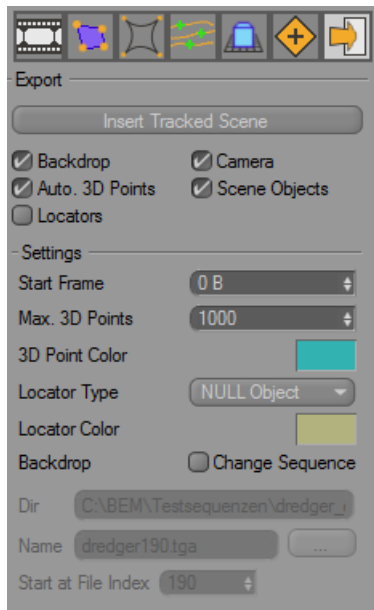 Export
Insert Tracked Scene
Backdrop Camera
Auto. 3D Points Scene Objects
Locators
Settings
Start Frame 0 B
Max. 3D Points 1000
3D Point Color
Locator Type NULL Object
Locator Color
Backdrop Change Sequence
Dir C:\BEM\Testsequenzen\dredger_
Name dredger190.tga ...
Start at File Index 190